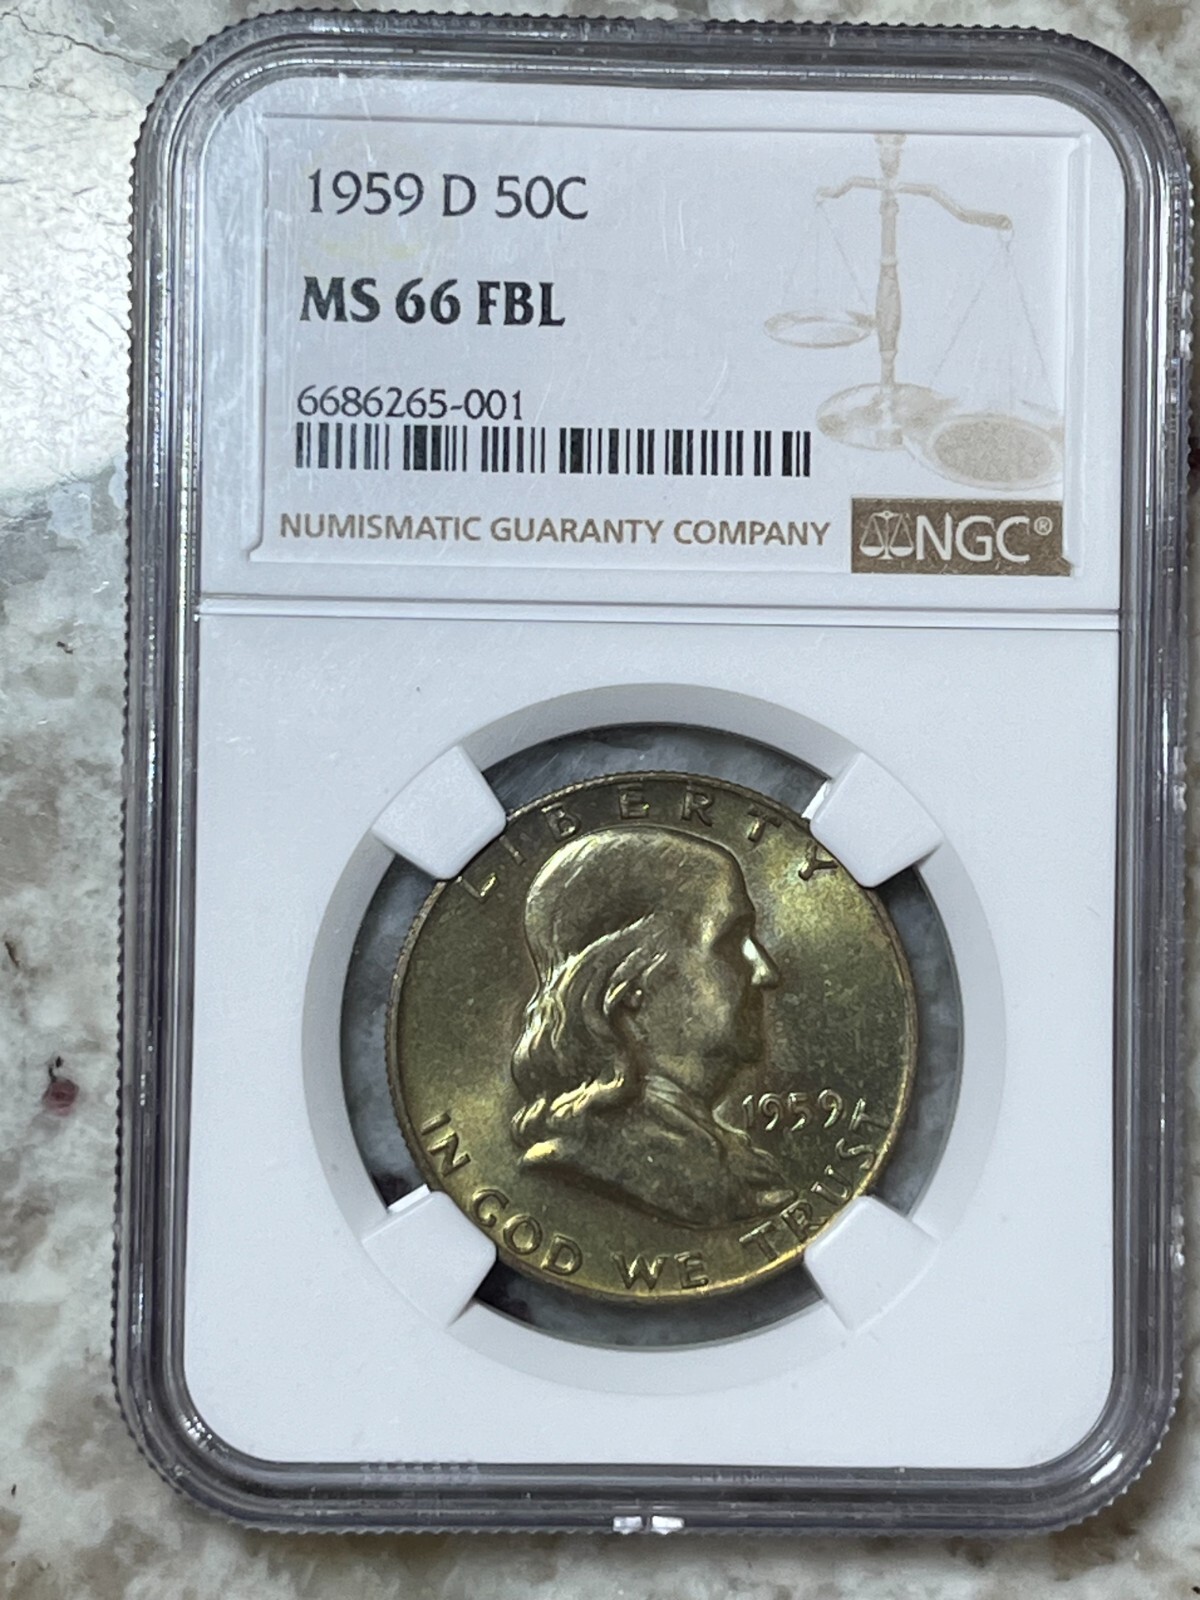 1959 D 50C
MS 66 FBL
6686265-001
NUMISMATIC GUARANTY COMPANY
NGC®
LIBERTY
1959
IN GOD WE TRUST